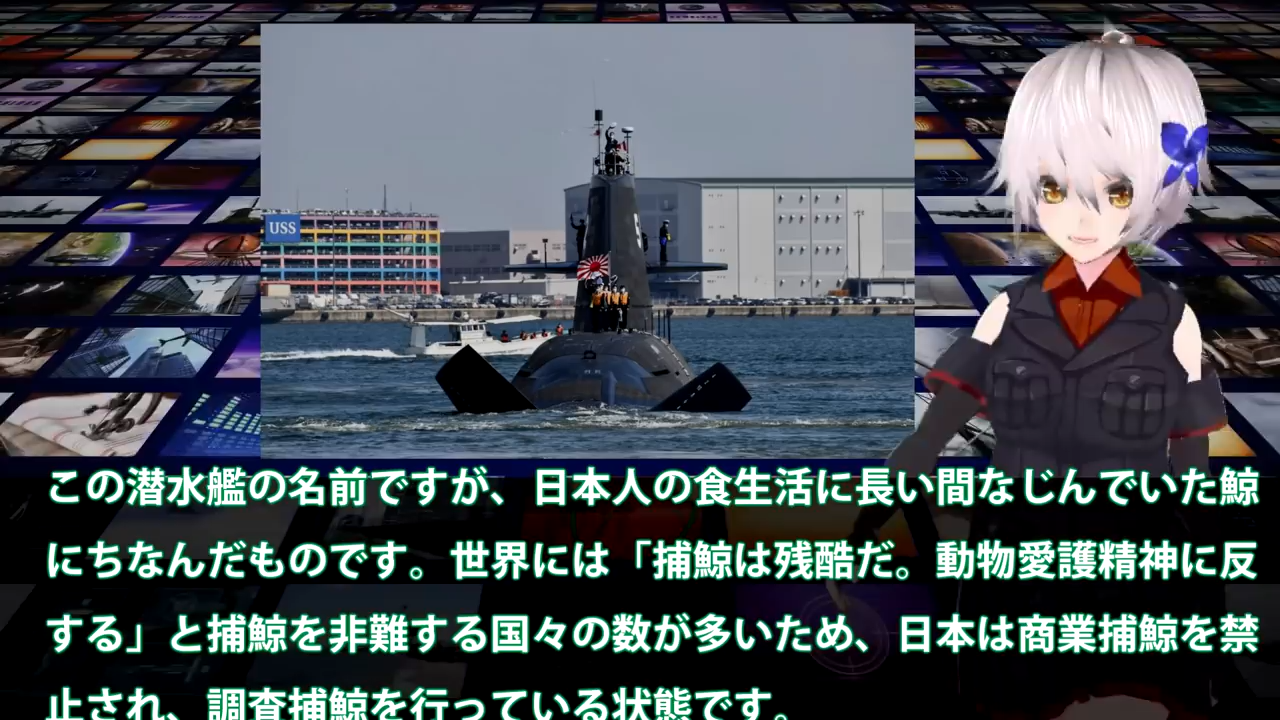 USS
この潜水艦の名前ですが、日本人の食生活に長い間なじんでいた鯨
にちなんだものです。世界には「捕鯨は残酷だ。動物愛護精神に反
する」と捕鯨を非難する国々の数が多いため、日本は商業捕鯨を禁
止され、調査捕鯨を行っている状態です。